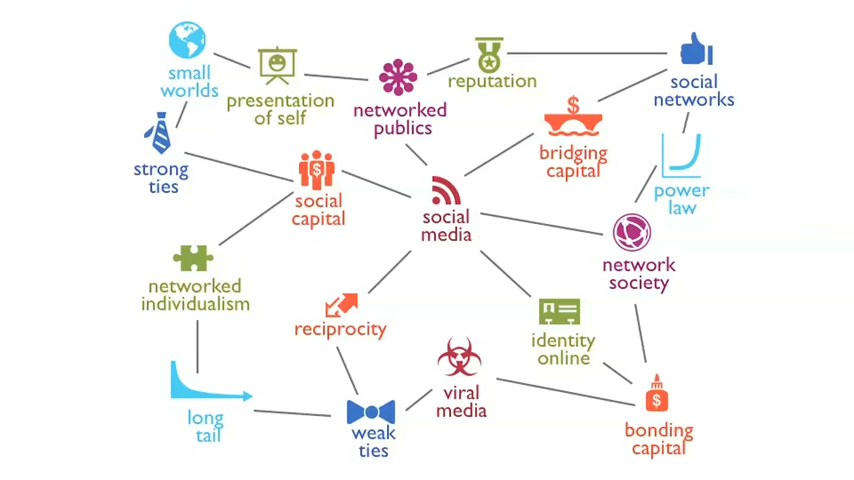 small
worlds
presentation
of self
networked
publics
reputation
social
networks
strong
ties
social
capital
$
social
media
$
bridging
capital
power
law
networked
individualism
reciprocity
network
society
identity
online
long
tail
weak
ties
viral
media
$
bonding
capital